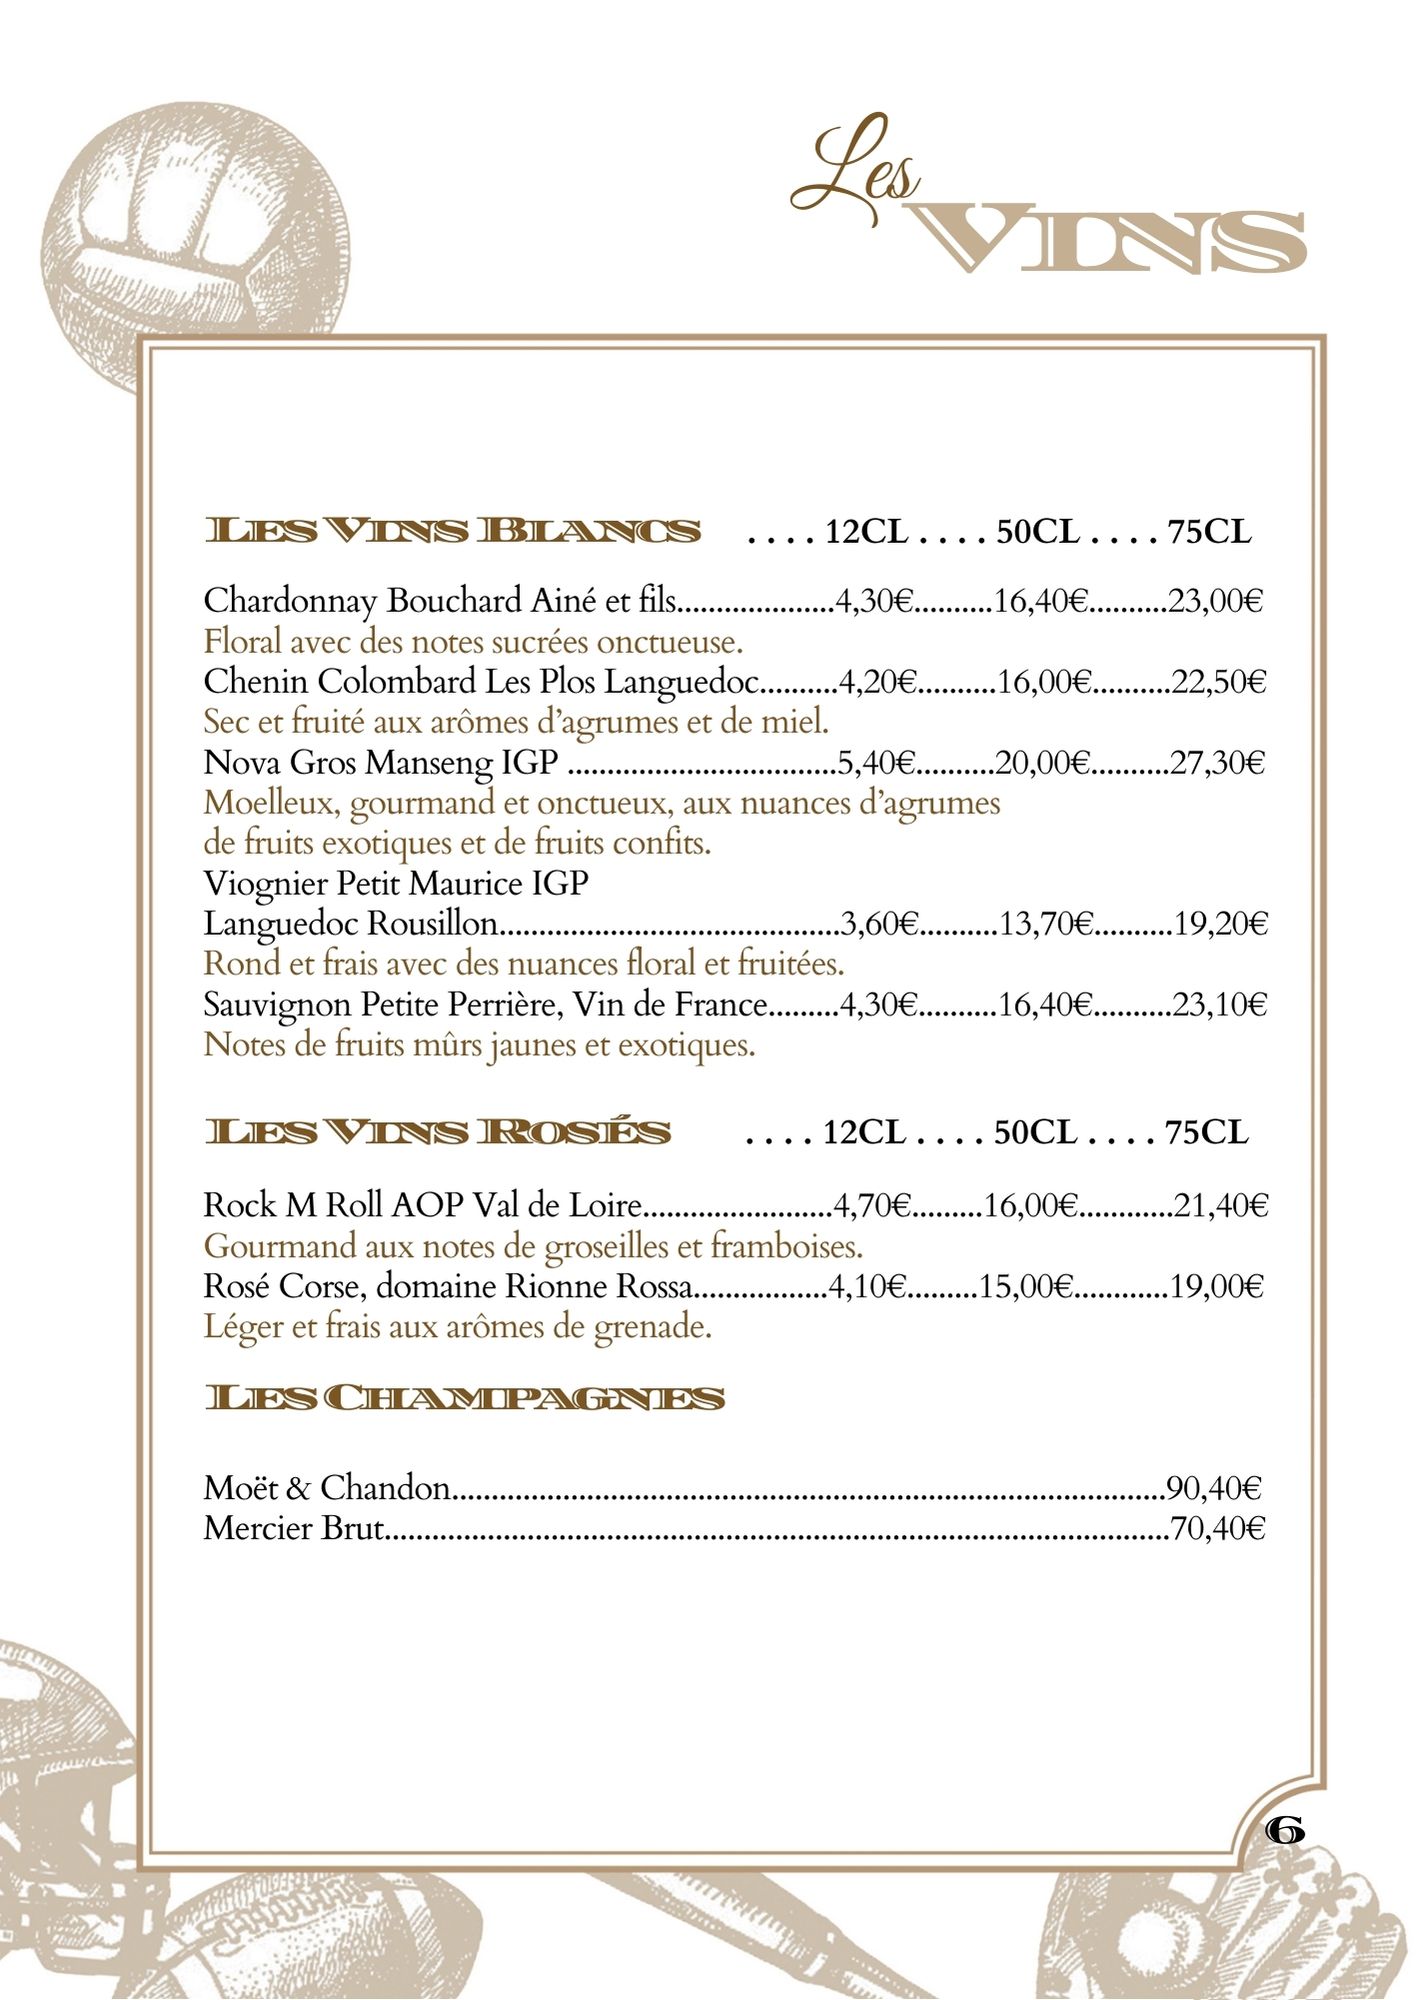 Les
VINS
LES VINS BLANCS . . . . 12CL . . . . 50CL . . . . 75CL
Chardonnay Bouchard Ainé et fils....................4,30€..........16,40€..........23,00€
Floral avec des notes sucrées onctueuse.
Chenin Colombard Les Plos Languedoc..........4,20€..........16,00€..........22,50€
Sec et fruité aux arômes d’agrumes et de miel.
Nova Gros Manseng IGP ..................................5,40€..........20,00€..........27,30€
Moelleux, gourmand et onctueux, aux nuances d’agrumes
de fruits exotiques et de fruits confits.
Viognier Petit Maurice IGP
Languedoc Rousillon...........................................3,60€..........13,70€..........19,20€
Rond et frais avec des nuances floral et fruitées.
Sauvignon Petite Perrière, Vin de France.........4,30€..........16,40€..........23,10€
Notes de fruits mûrs jaunes et exotiques.
LES VINS ROSÉS . . . . 12CL . . . . 50CL . . . . 75CL
Rock M Roll AOP Val de Loire........................4,70€.........16,00€............21,40€
Gourmand aux notes de groseilles et framboises.
Rosé Corse, domaine Rionne Rossa.................4,10€.........15,00€............19,00€
Léger et frais aux arômes de grenade.
LES CHAMPAGNES
Moët & Chandon..........................................................................................90,40€
Mercier Brut...................................................................................................70,40€
6